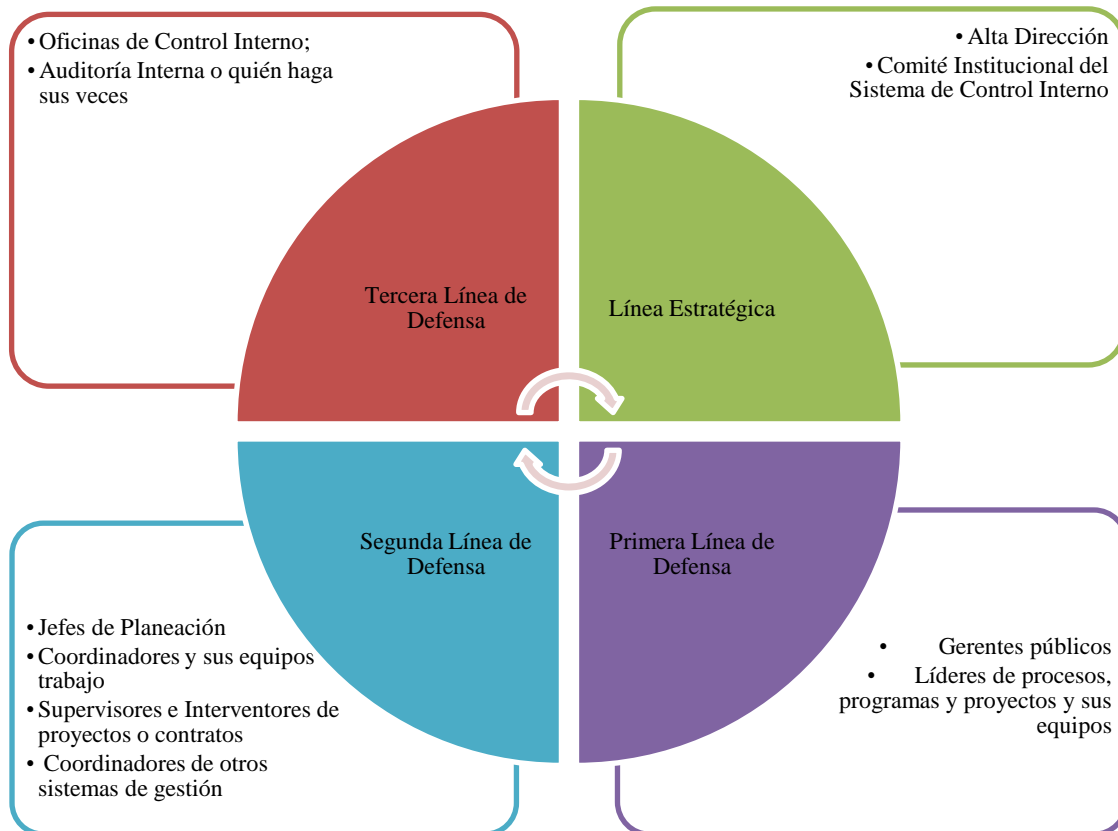 • Oficinas de Control Interno;
• Auditoría Interna o quién haga
sus veces
• Alta Dirección
• Comité Institucional del
Sistema de Control Interno
Tercera Línea de
Defensa
Línea Estratégica
Segunda Línea de
Defensa
Primera Línea de
Defensa
• Jefes de Planeación
• Coordinadores y sus equipos
trabajo
• Supervisores e Interventores de
proyectos o contratos
• Coordinadores de otros
sistemas de gestión
• Gerentes públicos
• Líderes de procesos,
programas y proyectos y sus
equipos